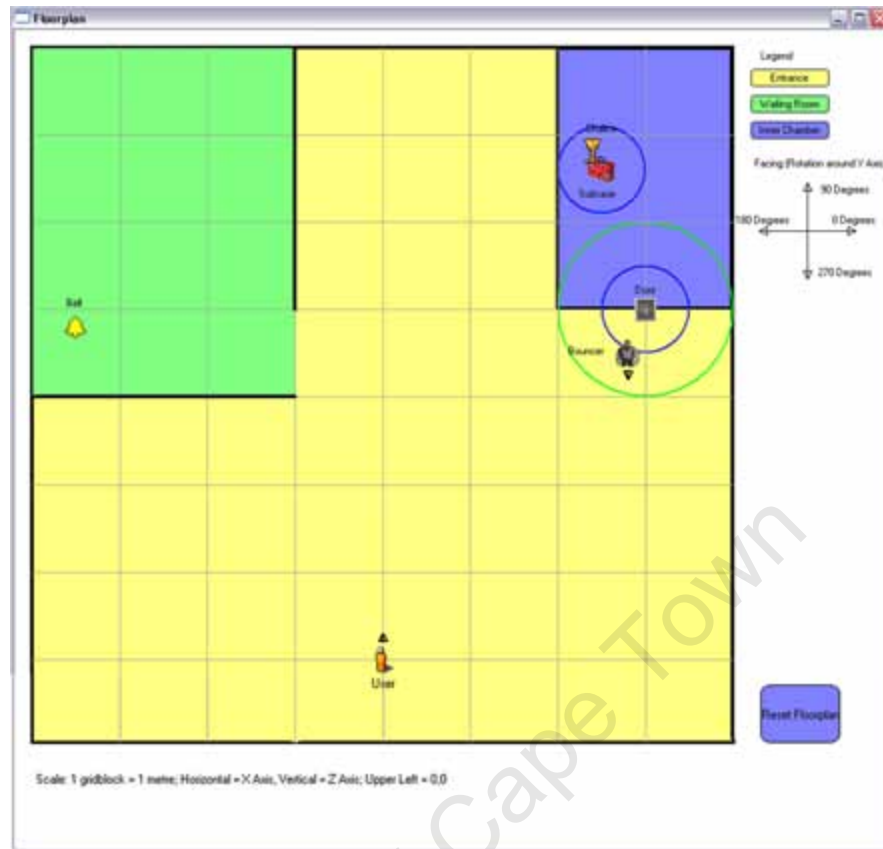 Floorplan
Legend
Entrance
Waiting Room
Inner Chamber
Facing (Rotation around Y Axis
90 Degrees
180 Degrees
0 Degrees
270 Degrees
Suitcase
Door
Ball
Bouncer
User
Reset Floorplan
Scale: 1 gridblock = 1 metre; Horizontal = X Axis, Vertical = Z Axis; Upper Left = 0,0
Cape Town